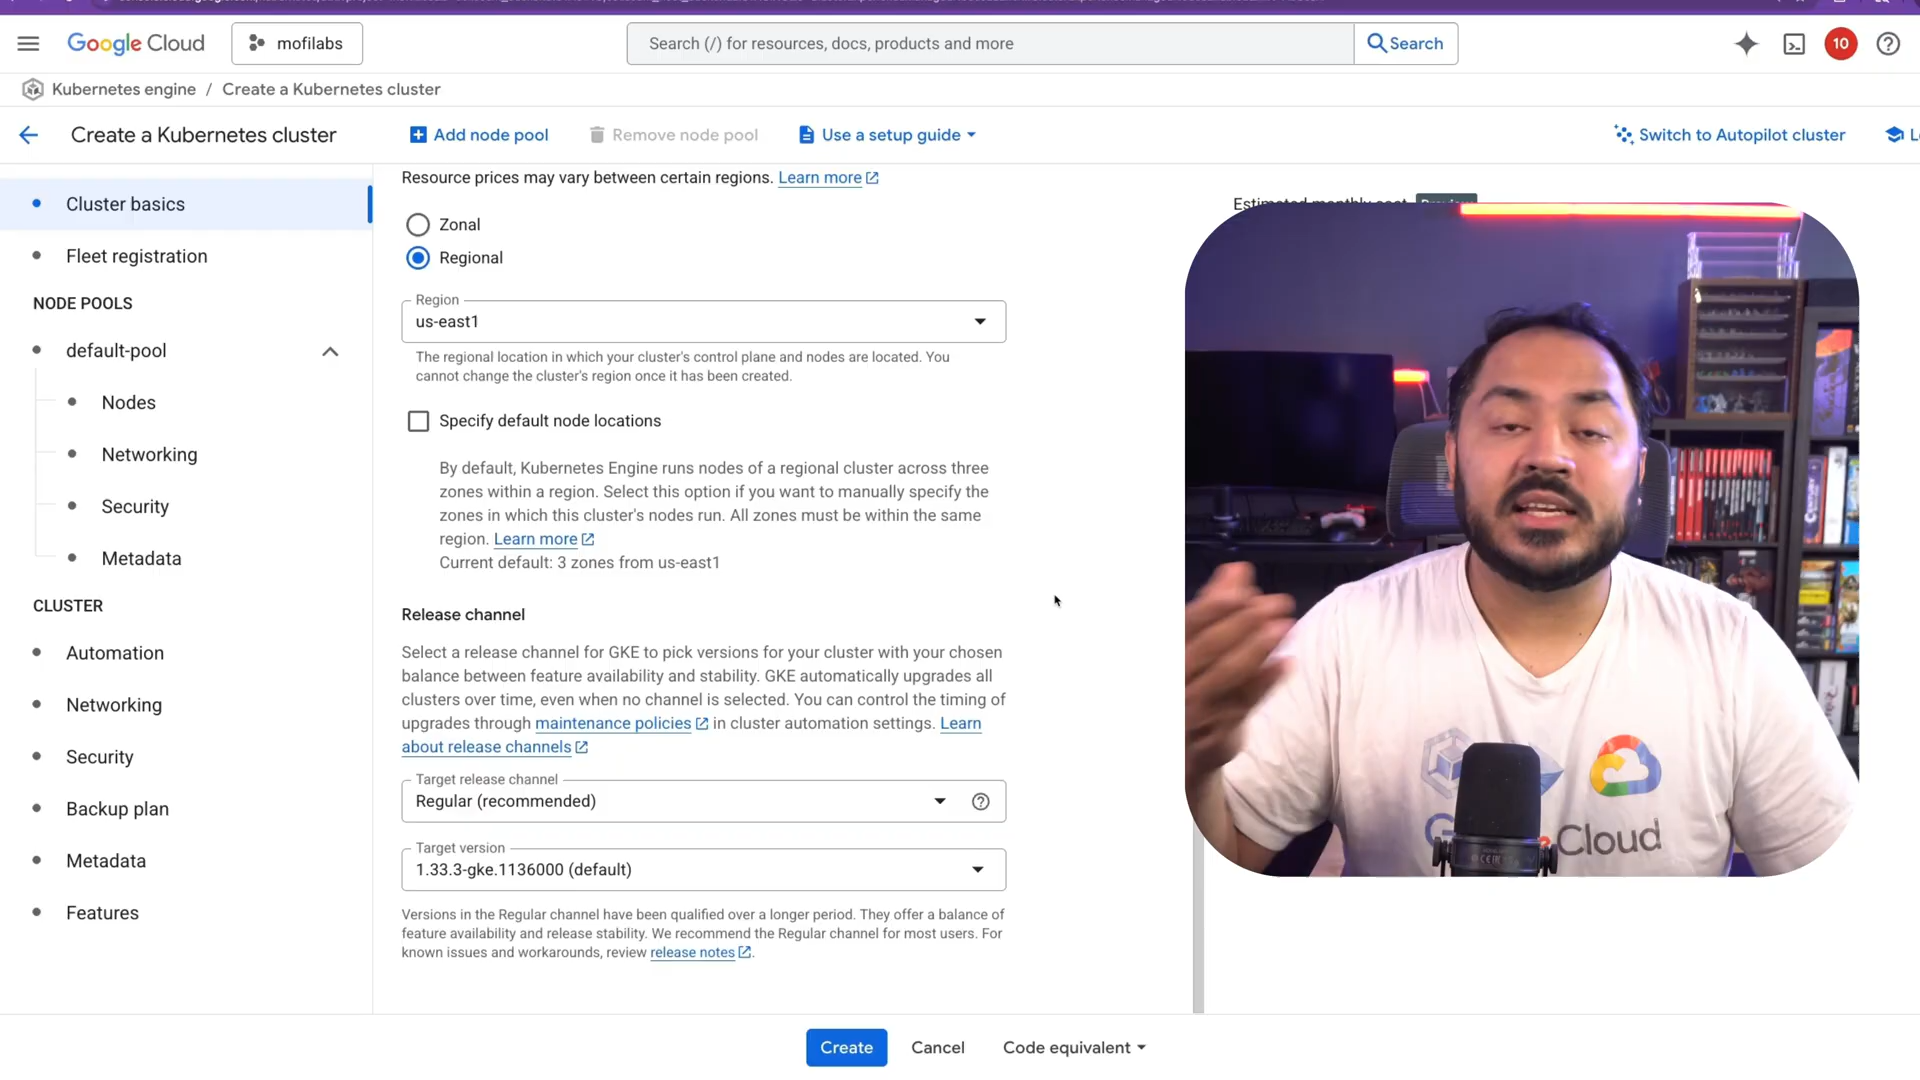 Google Cloud
mofilabs
Search (/) for resources, docs, products and more
Search
10
Kubernetes engine / Create a Kubernetes cluster
Create a Kubernetes cluster
Add node pool
Remove node pool
Use a setup guide
Switch to Autopilot cluster
Cluster basics
Fleet registration
NODE POOLS
default-pool
Nodes
Networking
Security
Metadata
CLUSTER
Automation
Networking
Security
Backup plan
Metadata
Features
Resource prices may vary between certain regions. Learn more
Zonal
Regional
Region
us-east1
The regional location in which your cluster's control plane and nodes are located. You
cannot change the cluster's region once it has been created.
Specify default node locations
By default, Kubernetes Engine runs nodes of a regional cluster across three
zones within a region. Select this option if you want to manually specify the
zones in which this cluster's nodes run. All zones must be within the same
region. Learn more
Current default: 3 zones from us-east1
Release channel
Select a release channel for GKE to pick versions for your cluster with your chosen
balance between feature availability and stability. GKE automatically upgrades all
clusters over time, even when no channel is selected. You can control the timing of
upgrades through maintenance policies in cluster automation settings. Learn
about release channels
Target release channel
Regular (recommended)
Target version
1.33.3-gke.1136000 (default)
Versions in the Regular channel have been qualified over a longer period. They offer a balance of
feature availability and release stability. We recommend the Regular channel for most users. For
known issues and workarounds, review release notes.
Estimated monthly cost Preview
Cloud
Create
Cancel
Code equivalent